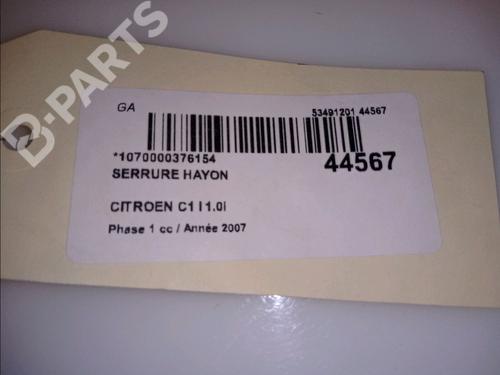 B-PARTS
GA
53491201 44567
*1070000376154
44567
SERRURE HAYON
CITROEN C1 I 1.0i
Phase 1 cc / Année 2007